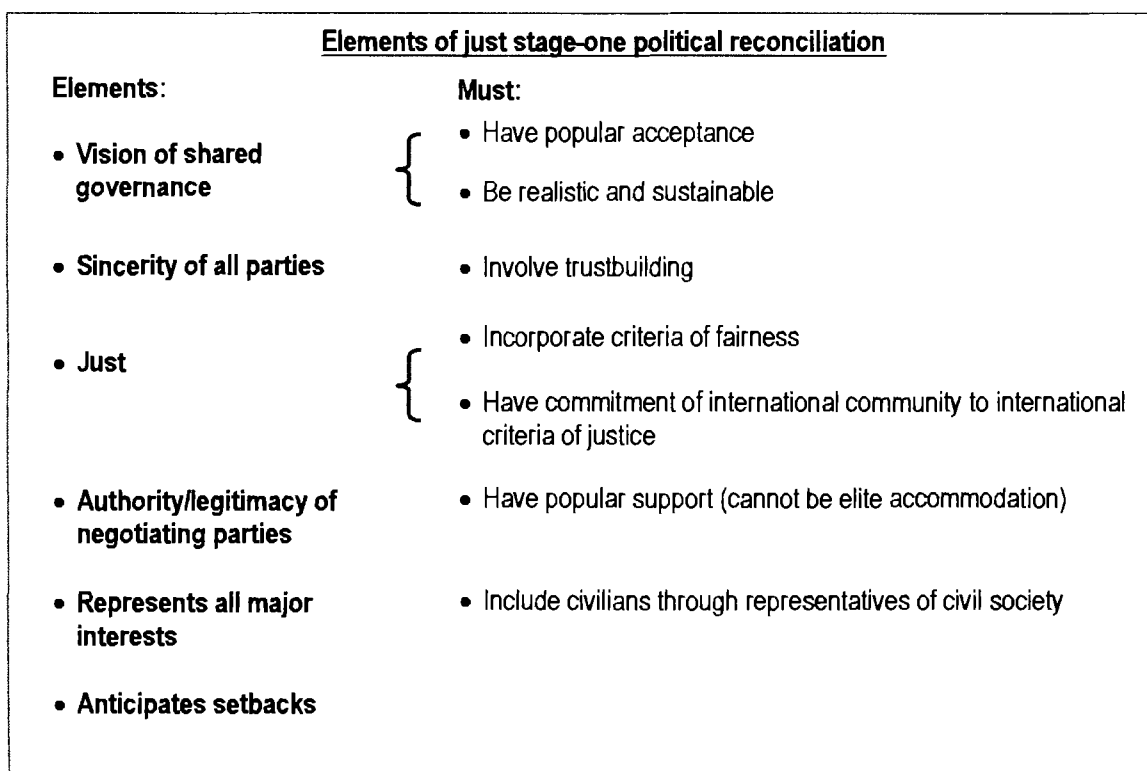 Elements of just stage-one political reconciliation
Elements:
Must:
• Vision of shared
governance
{
• Have popular acceptance
• Be realistic and sustainable
• Sincerity of all parties
• Involve trustbuilding
• Just
{
• Incorporate criteria of fairness
• Have commitment of international community to international
criteria of justice
• Authority/legitimacy of
negotiating parties
• Have popular support (cannot be elite accommodation)
• Represents all major
interests
• Include civilians through representatives of civil society
• Anticipates setbacks